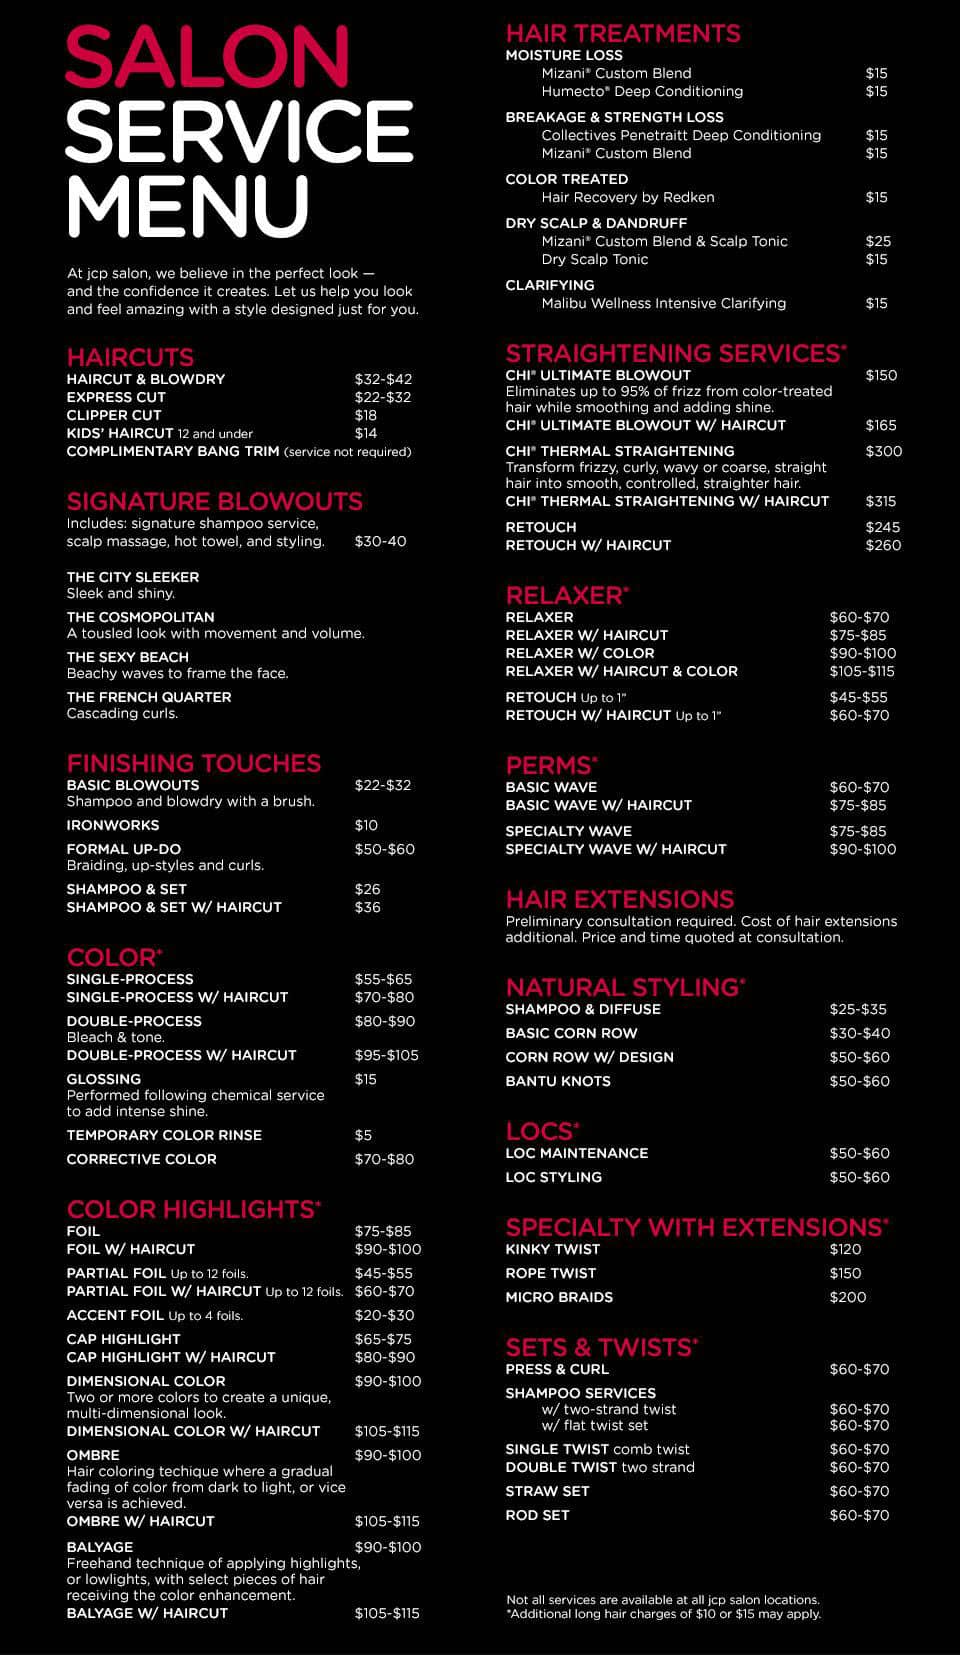 SALON
SERVICE
MENU
At jcp salon, we believe in the perfect look —
and the confidence it creates. Let us help you look
and feel amazing with a style designed just for you.
HAIRCUTS
HAIRCUT & BLOWDRY $32-$42
EXPRESS CUT $22-$32
CLIPPER CUT $18
KIDS' HAIRCUT 12 and under $14
COMPLIMENTARY BANG TRIM (service not required)
SIGNATURE BLOWOUTS
Includes: signature shampoo service,
scalp massage, hot towel, and styling. $30-40
THE CITY SLEEKER
Sleek and shiny.
THE COSMOPOLITAN
A tousled look with movement and volume.
THE SEXY BEACH
Beachy waves to frame the face.
THE FRENCH QUARTER
Cascading curls.
FINISHING TOUCHES
BASIC BLOWOUTS $22-$32
Shampoo and blowdry with a brush.
IRONWORKS $10
FORMAL UP-DO $50-$60
Braiding, up-styles and curls.
SHAMPOO & SET $26
SHAMPOO & SET W/ HAIRCUT $36
COLOR*
SINGLE-PROCESS $55-$65
SINGLE-PROCESS W/ HAIRCUT $70-$80
DOUBLE-PROCESS $80-$90
Bleach & tone.
DOUBLE-PROCESS W/ HAIRCUT $95-$105
GLOSSING $15
Performed following chemical service
to add intense shine.
TEMPORARY COLOR RINSE $5
CORRECTIVE COLOR $70-$80
COLOR HIGHLIGHTS*
FOIL $75-$85
FOIL W/ HAIRCUT $90-$100
PARTIAL FOIL Up to 12 foils. $45-$55
PARTIAL FOIL W/ HAIRCUT Up to 12 foils. $60-$70
ACCENT FOIL Up to 4 foils. $20-$30
CAP HIGHLIGHT $65-$75
CAP HIGHLIGHT W/ HAIRCUT $80-$90
DIMENSIONAL COLOR $90-$100
Two or more colors to create a unique,
multi-dimensional look.
DIMENSIONAL COLOR W/ HAIRCUT $105-$115
OMBRE $90-$100
Hair coloring techique where a gradual
fading of color from dark to light, or vice
versa is achieved.
OMBRE W/ HAIRCUT $105-$115
BALYAGE $90-$100
Freehand technique of applying highlights,
or lowlights, with select pieces of hair
receiving the color enhancement.
BALYAGE W/ HAIRCUT $105-$115
HAIR TREATMENTS
MOISTURE LOSS
Mizani® Custom Blend $15
Humecto® Deep Conditioning $15
BREAKAGE & STRENGTH LOSS
Collectives Penetraitt Deep Conditioning $15
Mizani® Custom Blend $15
COLOR TREATED
Hair Recovery by Redken $15
DRY SCALP & DANDRUFF
Mizani® Custom Blend & Scalp Tonic $25
Dry Scalp Tonic $15
CLARIFYING
Malibu Wellness Intensive Clarifying $15
STRAIGHTENING SERVICES*
CHI® ULTIMATE BLOWOUT $150
Eliminates up to 95% of frizz from color-treated
hair while smoothing and adding shine.
CHI® ULTIMATE BLOWOUT W/ HAIRCUT $165
CHI® THERMAL STRAIGHTENING $300
Transform frizzy, curly, wavy or coarse, straight
hair into smooth, controlled, straighter hair.
CHI® THERMAL STRAIGHTENING W/ HAIRCUT $315
RETOUCH $245
RETOUCH W/ HAIRCUT $260
RELAXER*
RELAXER $60-$70
RELAXER W/ HAIRCUT $75-$85
RELAXER W/ COLOR $90-$100
RELAXER W/ HAIRCUT & COLOR $105-$115
RETOUCH Up to 1" $45-$55
RETOUCH W/ HAIRCUT Up to 1" $60-$70
PERMS*
BASIC WAVE $60-$70
BASIC WAVE W/ HAIRCUT $75-$85
SPECIALTY WAVE $75-$85
SPECIALTY WAVE W/ HAIRCUT $90-$100
HAIR EXTENSIONS
Preliminary consultation required. Cost of hair extensions
additional. Price and time quoted at consultation.
NATURAL STYLING*
SHAMPOO & DIFFUSE $25-$35
BASIC CORN ROW $30-$40
CORN ROW W/ DESIGN $50-$60
BANTU KNOTS $50-$60
LOCS*
LOC MAINTENANCE $50-$60
LOC STYLING $50-$60
SPECIALTY WITH EXTENSIONS*
KINKY TWIST $120
ROPE TWIST $150
MICRO BRAIDS $200
SETS & TWISTS*
PRESS & CURL $60-$70
SHAMPOO SERVICES
w/ two-strand twist $60-$70
w/ flat twist set $60-$70
SINGLE TWIST comb twist $60-$70
DOUBLE TWIST two strand $60-$70
STRAW SET $60-$70
ROD SET $60-$70
Not all services are available at all jcp salon locations.
*Additional long hair charges of $10 or $15 may apply.